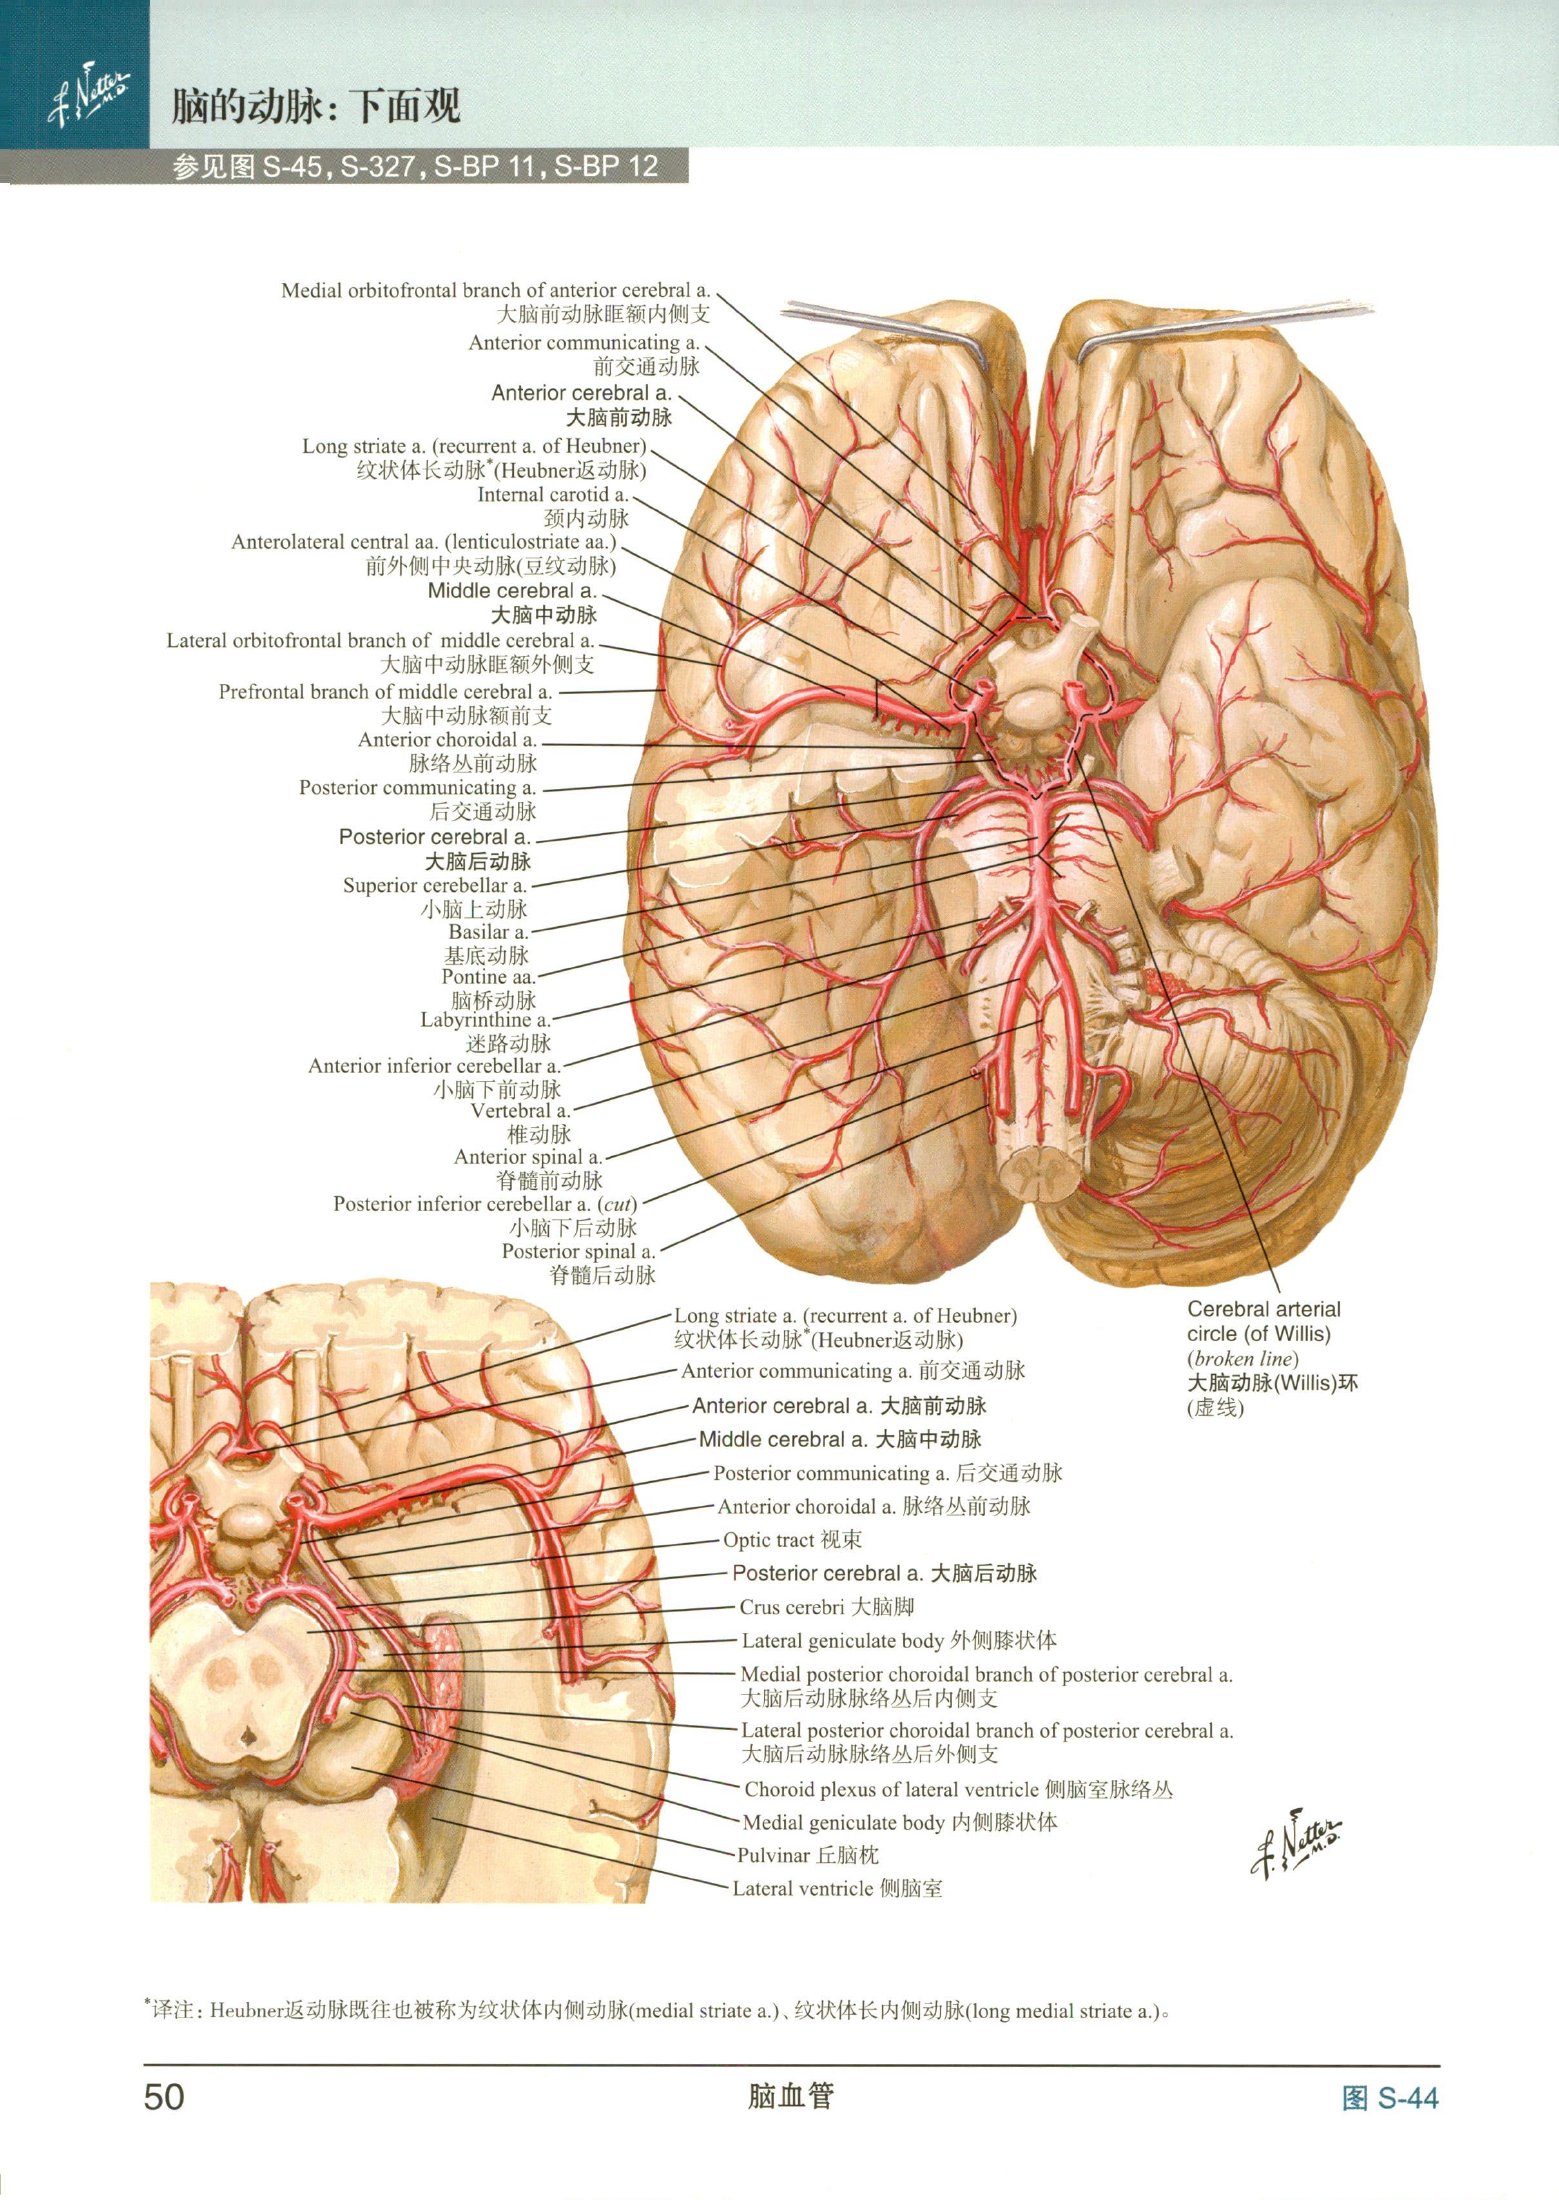 F. Netter M.D.
脑的动脉：下面观
参见图 S-45, S-327, S-BP 11, S-BP 12
Medial orbitofrontal branch of anterior cerebral a.
大脑前动脉眶额内侧支
Anterior communicating a.
前交通动脉
Anterior cerebral a.
大脑前动脉
Long striate a. (recurrent a. of Heubner)
纹状体长动脉*(Heubner返动脉)
Internal carotid a.
颈内动脉
Anterolateral central aa. (lenticulostriate aa.)
前外侧中央动脉(豆纹动脉)
Middle cerebral a.
大脑中动脉
Lateral orbitofrontal branch of middle cerebral a.
大脑中动脉眶额外侧支
Prefrontal branch of middle cerebral a.
大脑中动脉额前支
Anterior choroidal a.
脉络丛前动脉
Posterior communicating a.
后交通动脉
Posterior cerebral a.
大脑后动脉
Superior cerebellar a.
小脑上动脉
Basilar a.
基底动脉
Pontine aa.
脑桥动脉
Labyrinthine a.
迷路动脉
Anterior inferior cerebellar a.
小脑下前动脉
Vertebral a.
椎动脉
Anterior spinal a.
脊髓前动脉
Posterior inferior cerebellar a. (cut)
小脑下后动脉
Posterior spinal a.
脊髓后动脉
Cerebral arterial
circle (of Willis)
(broken line)
大脑动脉(Willis)环
(虚线)
Long striate a. (recurrent a. of Heubner)
纹状体长动脉*(Heubner返动脉)
Anterior communicating a. 前交通动脉
Anterior cerebral a. 大脑前动脉
Middle cerebral a. 大脑中动脉
Posterior communicating a. 后交通动脉
Anterior choroidal a. 脉络丛前动脉
Optic tract 视束
Posterior cerebral a. 大脑后动脉
Crus cerebri 大脑脚
Lateral geniculate body 外侧膝状体
Medial posterior choroidal branch of posterior cerebral a.
大脑后动脉脉络丛后内侧支
Lateral posterior choroidal branch of posterior cerebral a.
大脑后动脉脉络丛后外侧支
Choroid plexus of lateral ventricle 侧脑室脉络丛
Medial geniculate body 内侧膝状体
Pulvinar 丘脑枕
Lateral ventricle 侧脑室
F. Netter M.D.
*译注：Heubner返动脉既往也被称为纹状体内侧动脉(medial striate a.)、纹状体长内侧动脉(long medial striate a.)。
50
脑血管
图 S-44